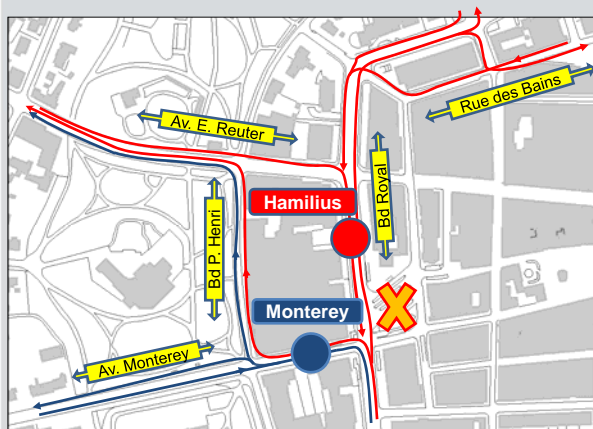 Rue des Bains
Av. E. Reuter
Bd Royal
Hamilius
Bd P. Henri
Monterey
Av. Monterey